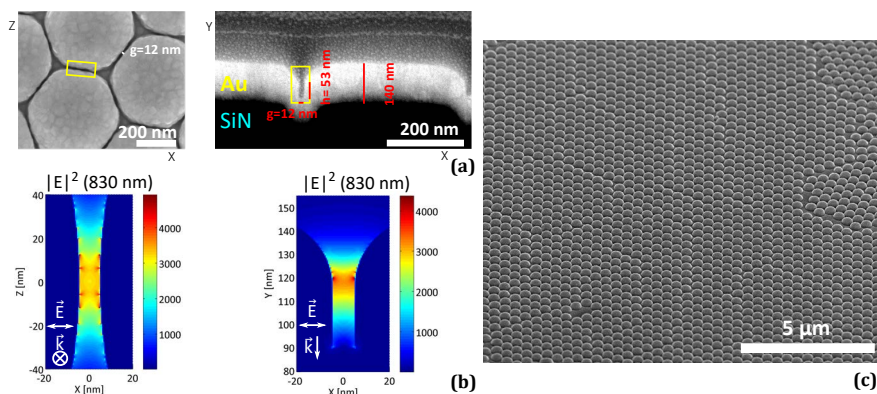 Z
g=12 nm
200 nm
X
Y
Au
SiN
h= 53 nm
g=12 nm
140 nm
200 nm
X
(a)
|E|² (830 nm)
40
20
0
-20
-40
Z [nm]
-20
0
20
X [nm]
E
k
4000
3000
2000
1000
|E|² (830 nm)
150
140
130
120
110
100
90
80
Y [nm]
-20
0
20
X [nm]
E
k
4000
3000
2000
1000
(b)
5 µm
(c)